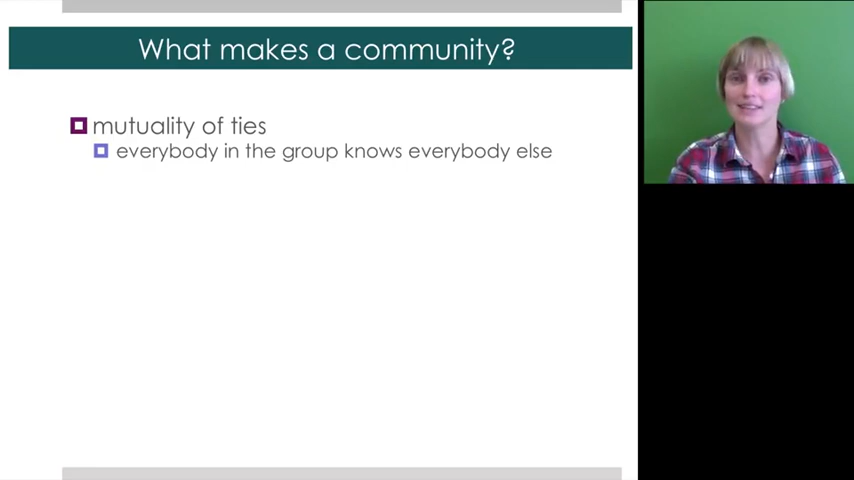 What makes a community?
mutuality of ties
everybody in the group knows everybody else